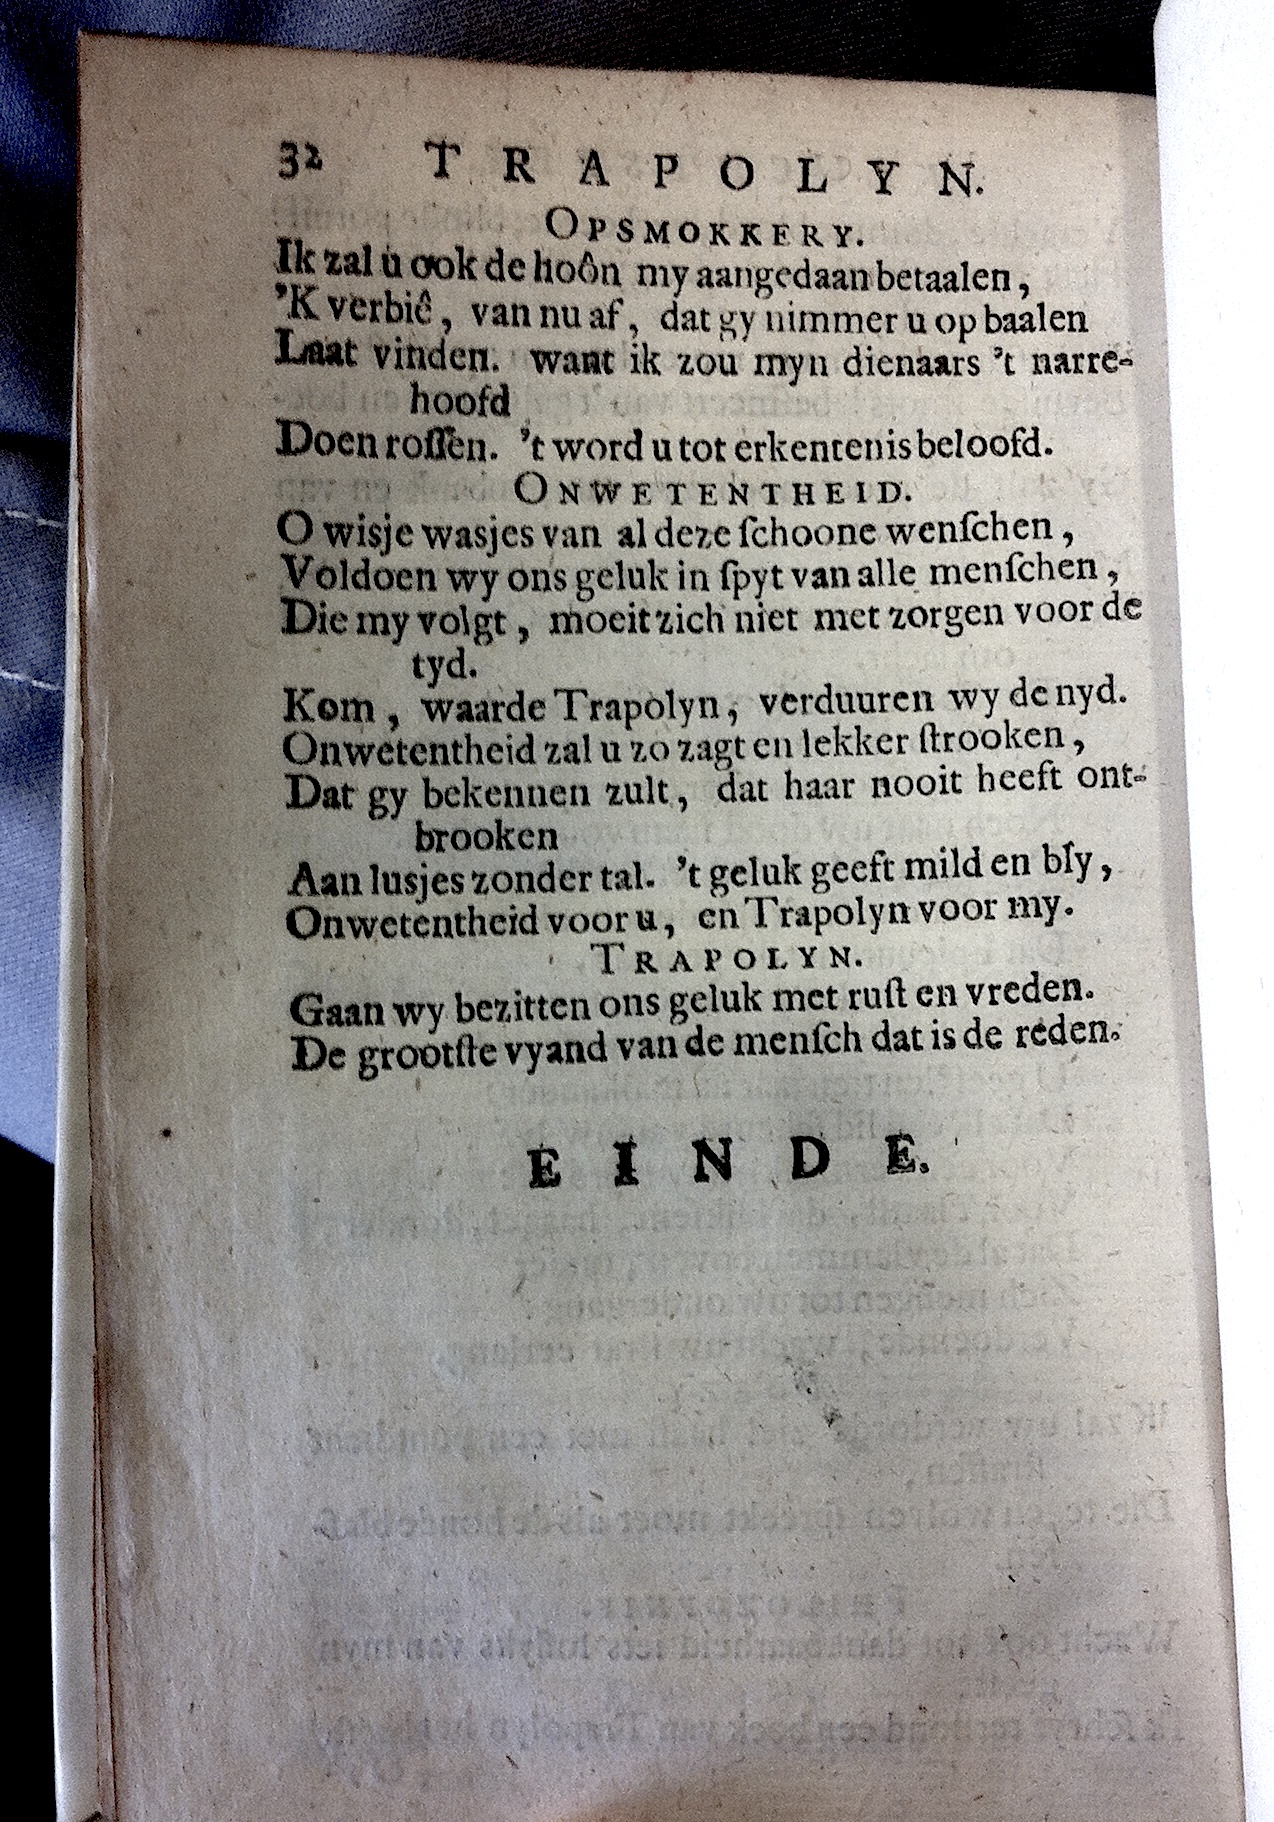 32 TRAPOLYN.
OPSMOKKERY.
Ik zal u ook de hoôn my aangedaan betaalen,
'K verbiê, van nu af, dat gy nimmer u op baalen
Laat vinden. want ik zou myn dienaars 't narre-
hoofd
Doen roſſen. 't word u tot erkentenis beloofd.
ONWETENTHEID.
O wisje wasjes van al deze ſchoone wenſchen,
Voldoen wy ons geluk in ſpyt van alle menſchen,
Die my volgt, moeit zich niet met zorgen voor de
tyd.
Kom, waarde Trapolyn, verduuren wy de nyd.
Onwetentheid zal u zo zagt en lekker ſtrooken,
Dat gy bekennen zult, dat haar nooit heeft ont-
brooken
Aan lusjes zonder tal. 't geluk geeft mild en bly,
Onwetentheid voor u, en Trapolyn voor my.
TRAPOLYN.
Gaan wy bezitten ons geluk met ruſt en vreden.
De grootſte vyand van de menſch dat is de reden.
EINDE.